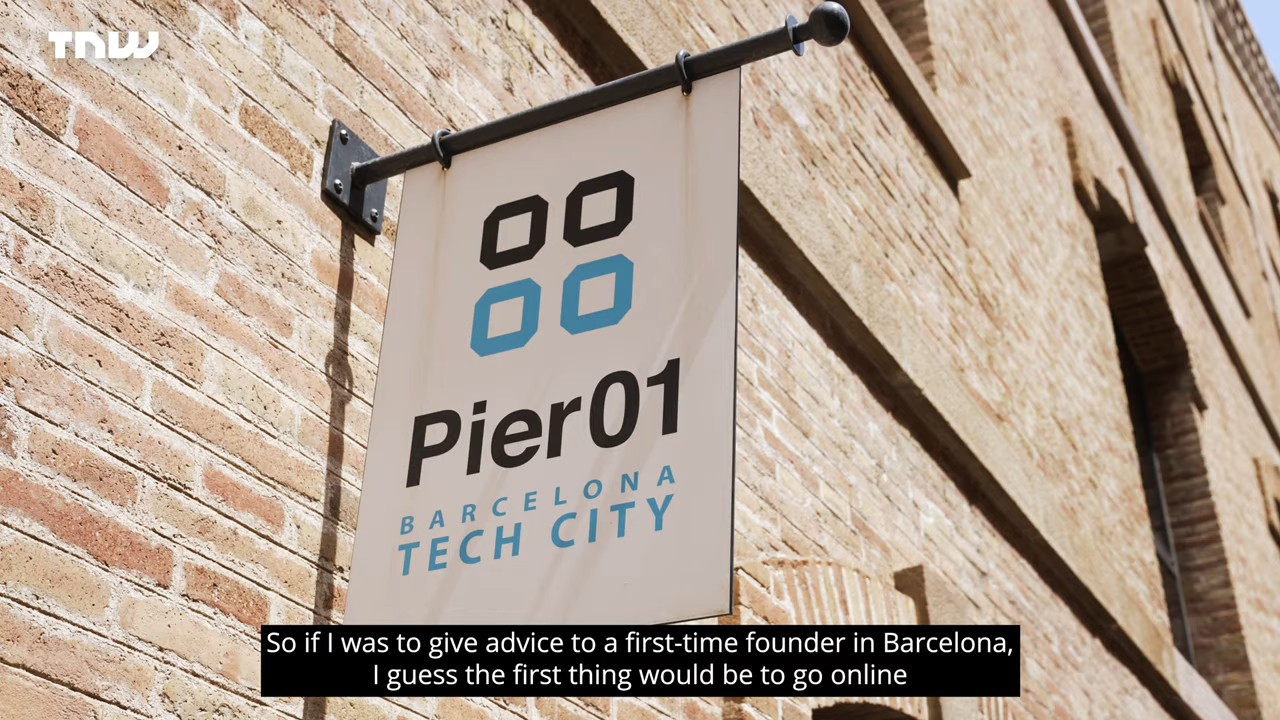 TNW
Pier01
BARCELONA
TECH CITY
So if I was to give advice to a first-time founder in Barcelona,
I guess the first thing would be to go online